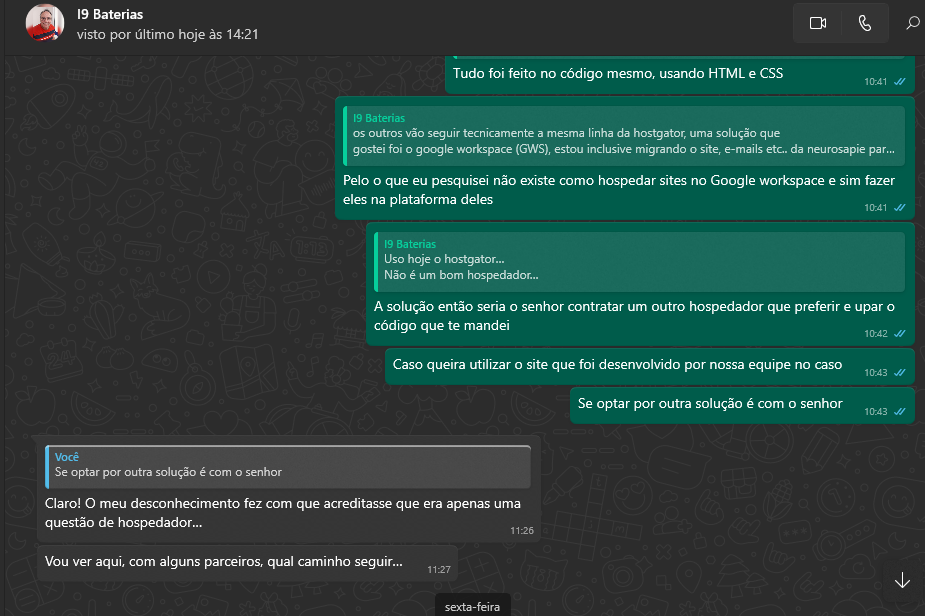 I9 Baterias
visto por último hoje às 14:21
Tudo foi feito no código mesmo, usando HTML e CSS
10:41
I9 Baterias
os outros vão seguir tecnicamente a mesma linha da hostgator, uma solução que
gostei foi o google workspace (GWS), estou inclusive migrando o site, e-mails etc.. da neurosapie par...
Pelo o que eu pesquisei não existe como hospedar sites no Google workspace e sim fazer
eles na plataforma deles
10:41
I9 Baterias
Uso hoje o hostgator...
Não é um bom hospedador...
A solução então seria o senhor contratar um outro hospedador que preferir e upar o
código que te mandei
10:42
Caso queira utilizar o site que foi desenvolvido por nossa equipe no caso
10:43
Se optar por outra solução é com o senhor
10:43
Você
Se optar por outra solução é com o senhor
Claro! O meu desconhecimento fez com que acreditasse que era apenas uma
questão de hospedador...
11:26
Vou ver aqui, com alguns parceiros, qual caminho seguir...
11:27
sexta-feira